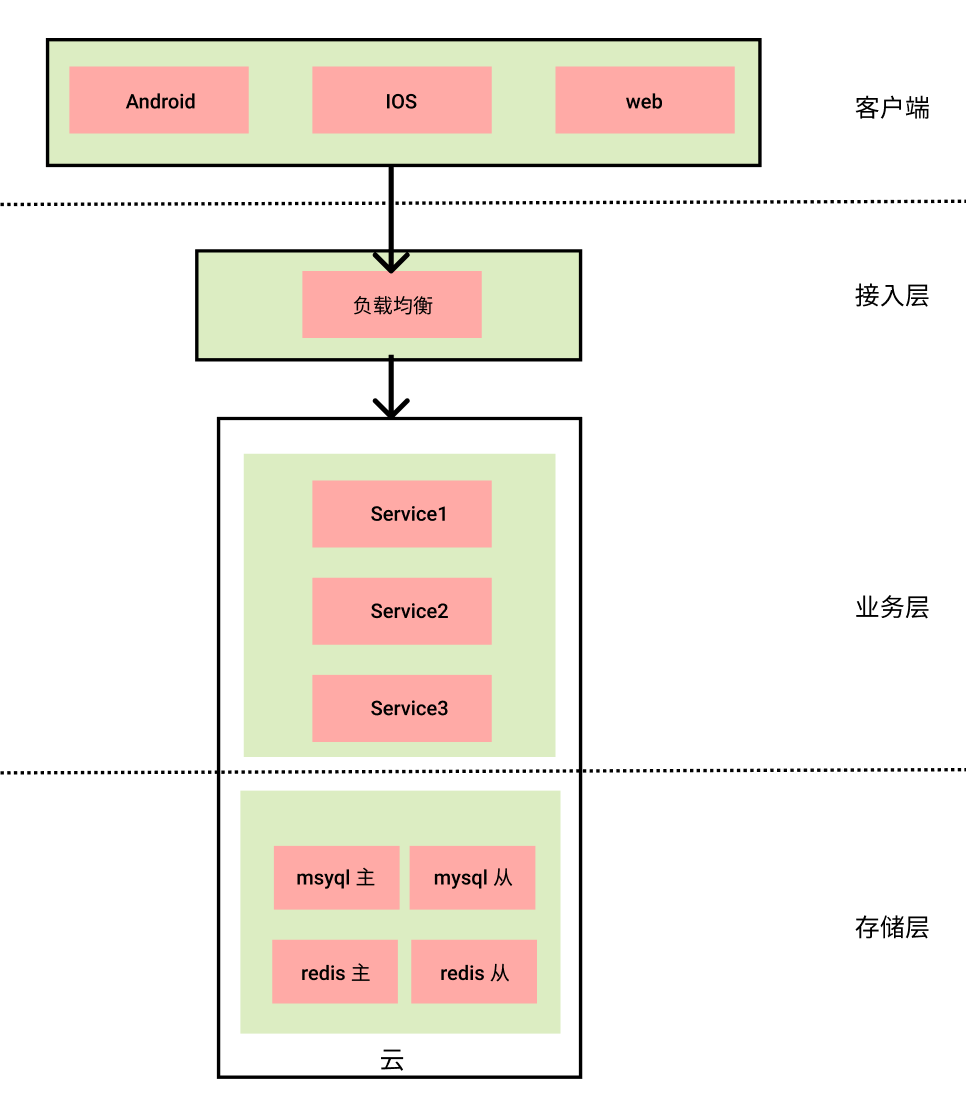 Android
IOS
web
客户端
负载均衡
接入层
Service1
Service2
Service3
业务层
msyql 主
mysql 从
redis 主
redis 从
存储层
云